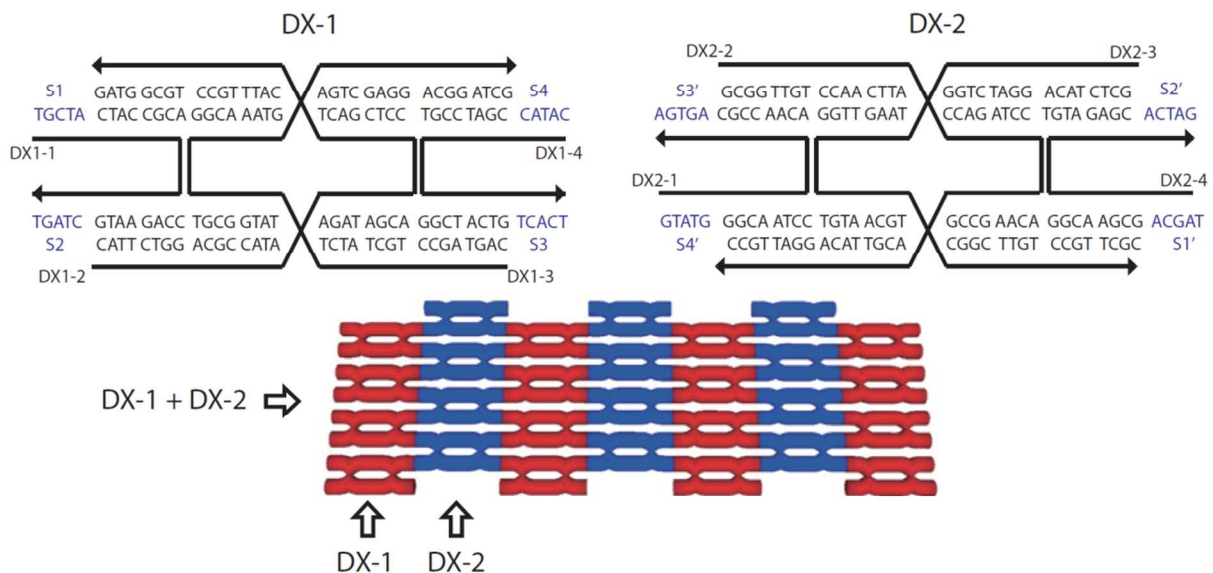 DX-1
S1 GATG GCGT CCGT TTAC AGTC GAGG ACGG ATCG S4
TGCTA CTAC CGCA GGCA AATG TCAG CTCC TGCC TAGC CATAC
DX1-1 DX1-4
TGATC GTAA GACC TGCG GTAT AGAT AGCA GGCT ACTG TCACT
S2 CATT CTGG ACGC CATA TCTA TCGT CCGA TGAC S3
DX1-2 DX1-3
DX-2
DX2-2 DX2-3
S3' GCGG TTGT CCAA CTTA GGTC TAGG ACAT CTCG S2'
AGTGA CGCC AACA GGTT GAAT CCAG ATCC TGTA GAGC ACTAG
DX2-1 DX2-4
GTATG GGCA ATCC TGTA ACGT GCCG AACA GGCA AGCG ACGAT
S4' CCGT TAGG ACAT TGCA CGGC TTGT CCGT TCGC S1'
DX-1 + DX-2
DX-1 DX-2